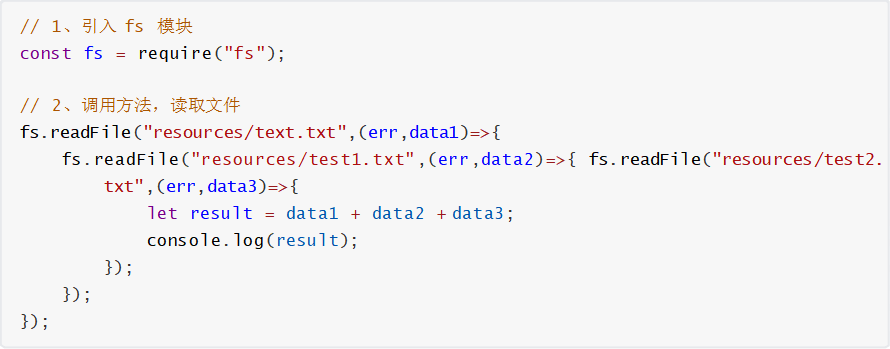 // 1、引入 fs 模块
const fs = require("fs");

// 2、调用方法，读取文件
fs.readFile("resources/text.txt",(err,data1)=>{
    fs.readFile("resources/test1.txt",(err,data2)=>{ fs.readFile("resources/test2.
        txt",(err,data3)=>{
            let result = data1 + data2 +data3;
            console.log(result);
        });
    });
});